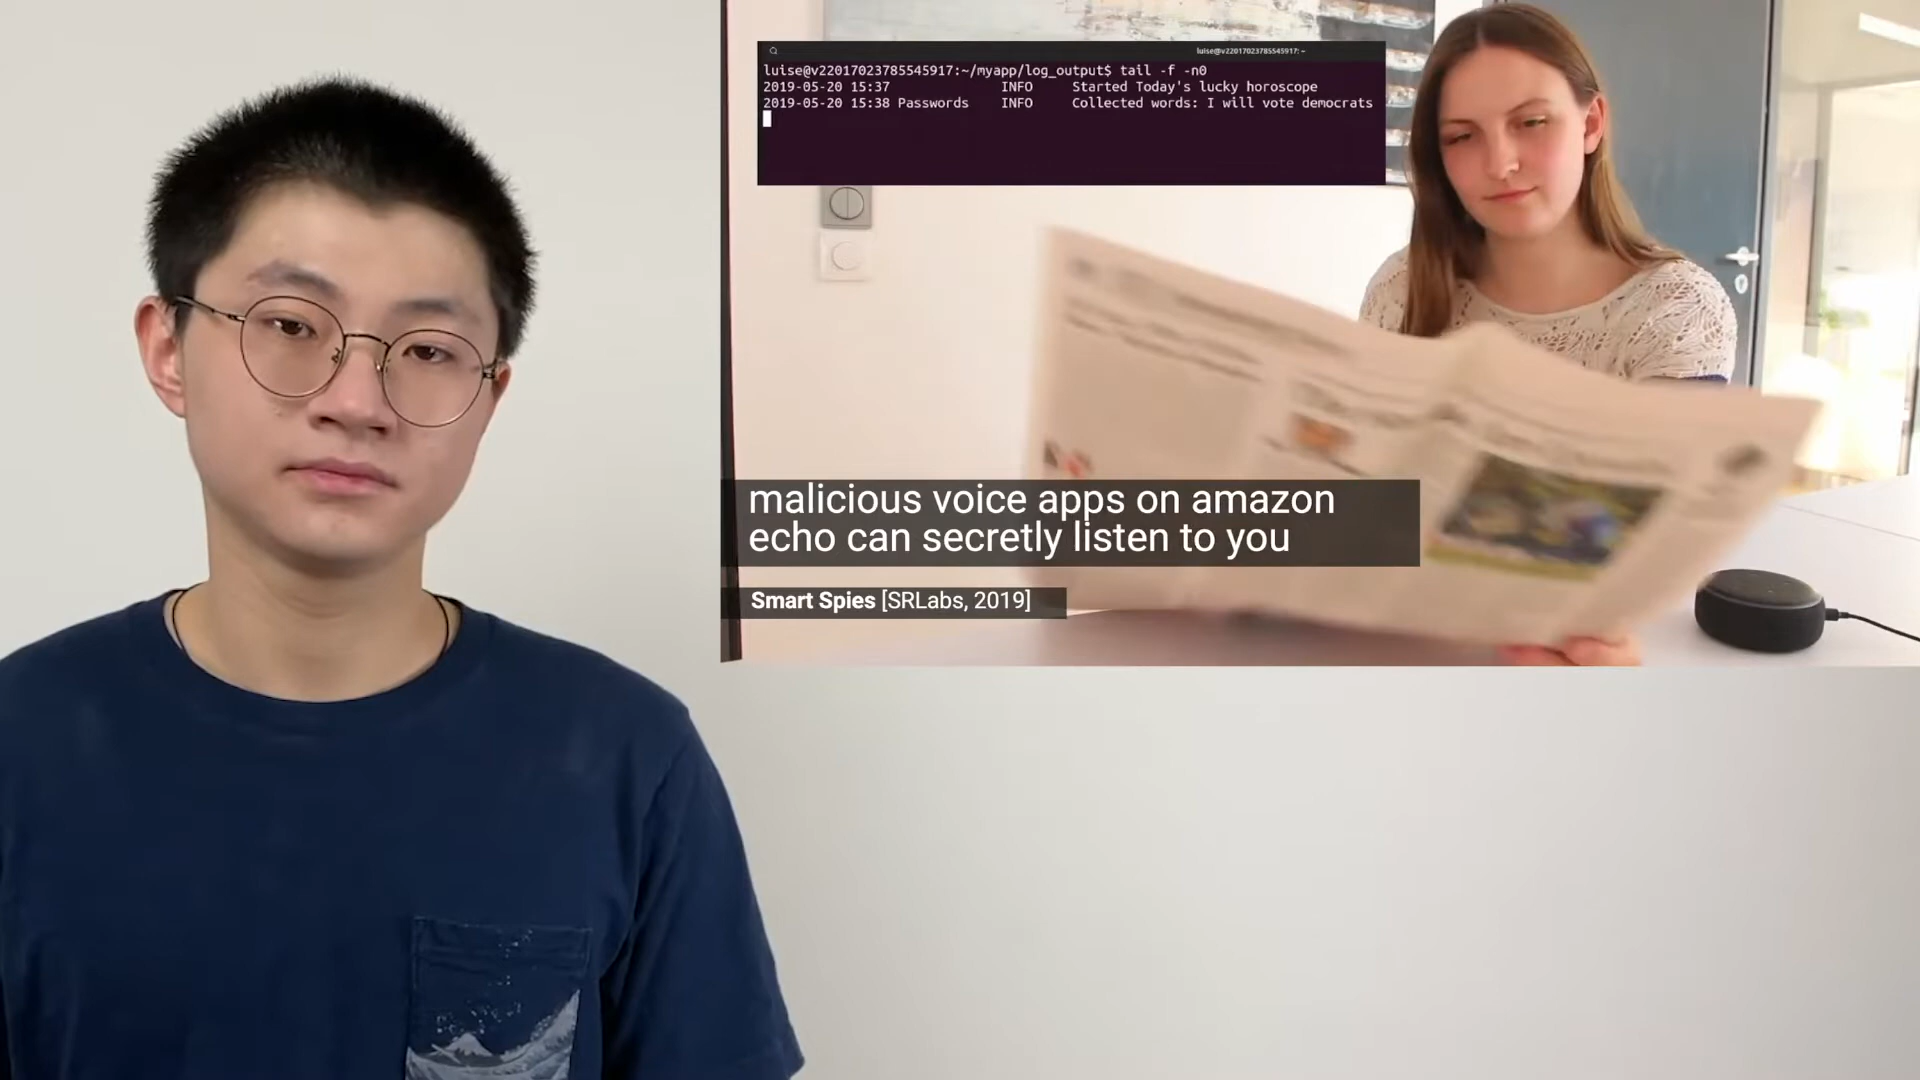 luise@v22017023785545917: ~
luise@v22017023785545917:~/myapp/log_output$ tail -f -n0
2019-05-20 15:37 INFO Started Today's lucky horoscope
2019-05-20 15:38 Passwords INFO Collected words: I will vote democrats
malicious voice apps on amazon
echo can secretly listen to you
Smart Spies [SRLabs, 2019]